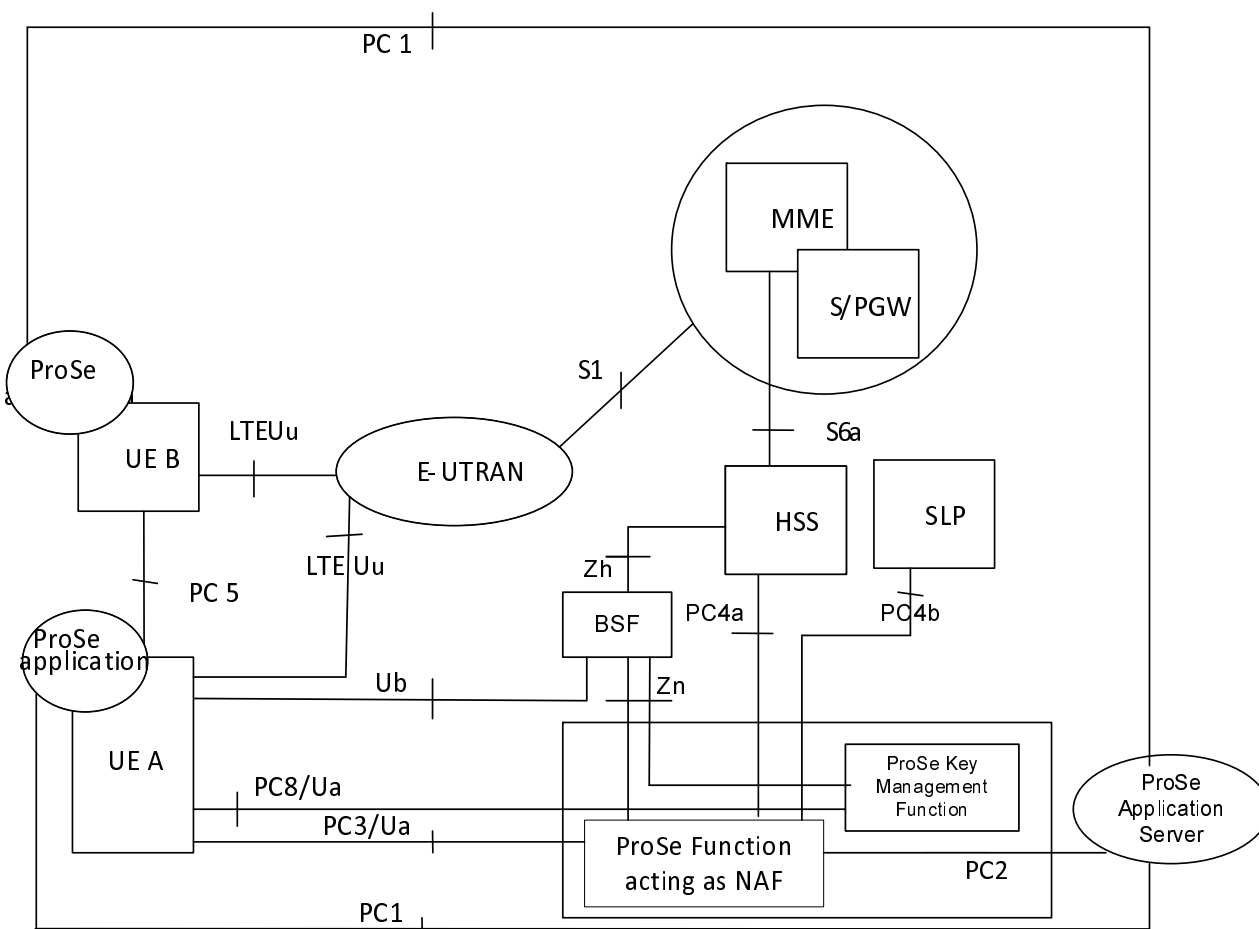 PC 1
MME
S/PGW
S1
ProSe
LTEUu
S6a
UE B
E-UTRAN
HSS
SLP
LTE Uu
Zh
PC 5
PC4a
PC4b
BSF
ProSe
application
Ub
Zn
UE A
ProSe Key
Management
Function
PC8/Ua
ProSe
Application
Server
PC3/Ua
ProSe Function
acting as NAF
PC2
PC1